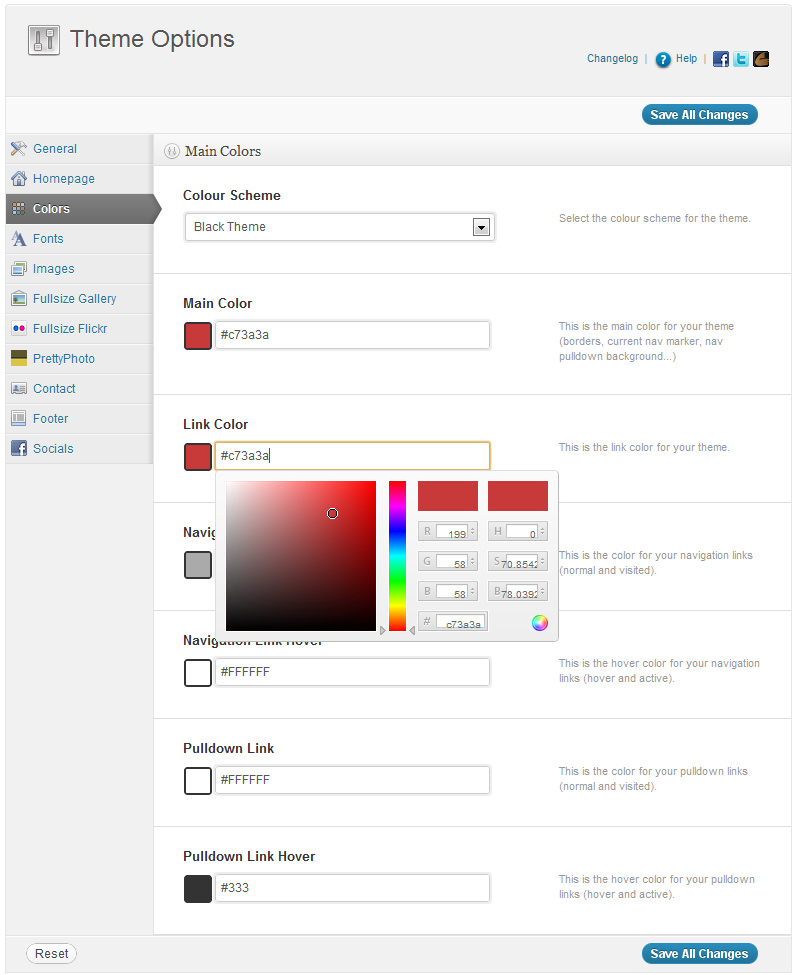 Theme Options
Changelog | ? Help |
Save All Changes
General
Homepage
Colors
Fonts
Images
Fullsize Gallery
Fullsize Flickr
PrettyPhoto
Contact
Footer
Socials
Main Colors
Colour Scheme
Black Theme
Select the colour scheme for the theme.
Main Color
#c73a3a
This is the main color for your theme
(borders, current nav marker, nav
pulldown background...)
Link Color
#c73a3a
This is the link color for your theme.
R 199 H 0
G 58 S 70.8542
B 58 B 78.0392
# c73a3a
This is the color for your navigation links
(normal and visited).
Navigation Link Hover
#FFFFFF
This is the hover color for your navigation
links (hover and active).
Pulldown Link
#FFFFFF
This is the color for your pulldown links
(normal and visited).
Pulldown Link Hover
#333
This is the hover color for your pulldown
links (hover and active).
Reset
Save All Changes